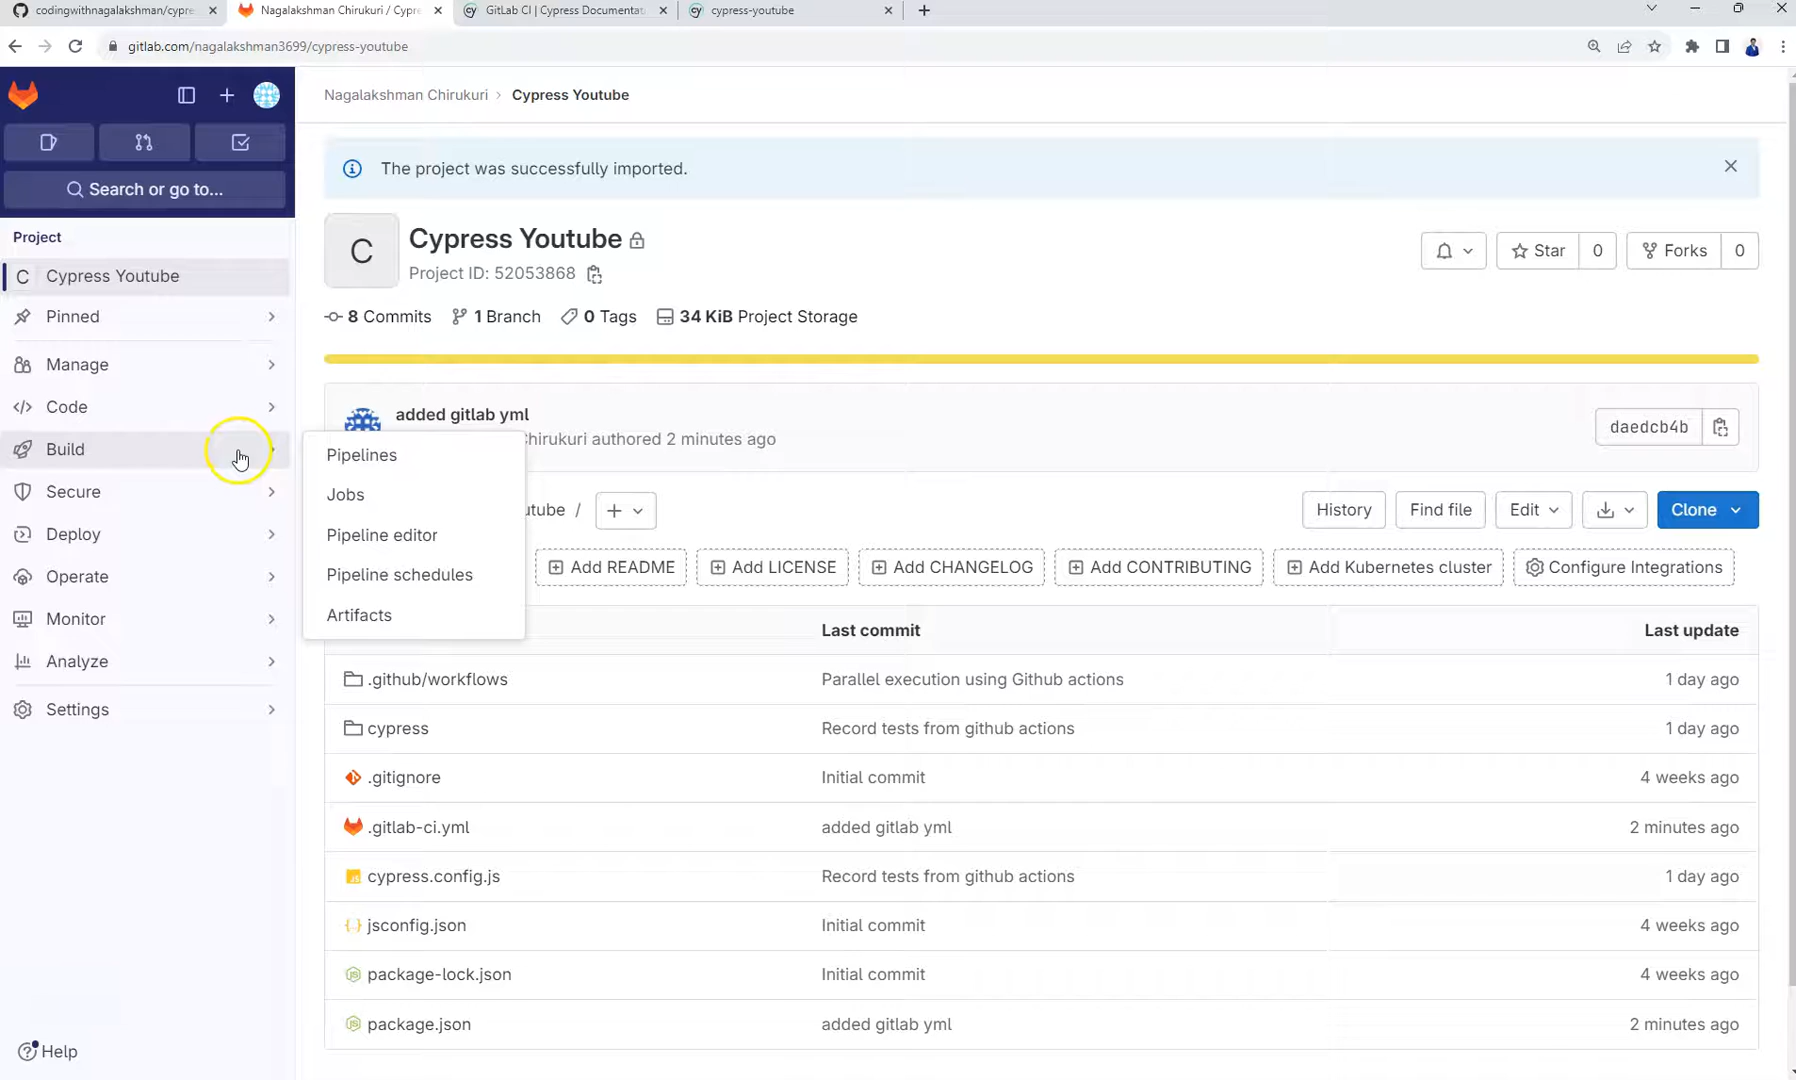 codingwithnagalakshman/cypre
Nagalakshman Chirukuri / Cypre
GitLab CI | Cypress Documentat
cypress-youtube
gitlab.com/nagalakshman3699/cypress-youtube
Search or go to...
Project
C Cypress Youtube
Pinned
Manage
Code
Build
Secure
Deploy
Operate
Monitor
Analyze
Settings
Help
Pipelines
Jobs
Pipeline editor
Pipeline schedules
Artifacts
Nagalakshman Chirukuri › Cypress Youtube
The project was successfully imported.
C
Cypress Youtube
Project ID: 52053868
8 Commits 1 Branch 0 Tags 34 KiB Project Storage
Star 0 Forks 0
added gitlab yml
Chirukuri authored 2 minutes ago
daedcb4b
utube / +
History Find file Edit Clone
Add README Add LICENSE Add CHANGELOG Add CONTRIBUTING Add Kubernetes cluster Configure Integrations
Last commit Last update
.github/workflows Parallel execution using Github actions 1 day ago
cypress Record tests from github actions 1 day ago
.gitignore Initial commit 4 weeks ago
.gitlab-ci.yml added gitlab yml 2 minutes ago
cypress.config.js Record tests from github actions 1 day ago
jsconfig.json Initial commit 4 weeks ago
package-lock.json Initial commit 4 weeks ago
package.json added gitlab yml 2 minutes ago